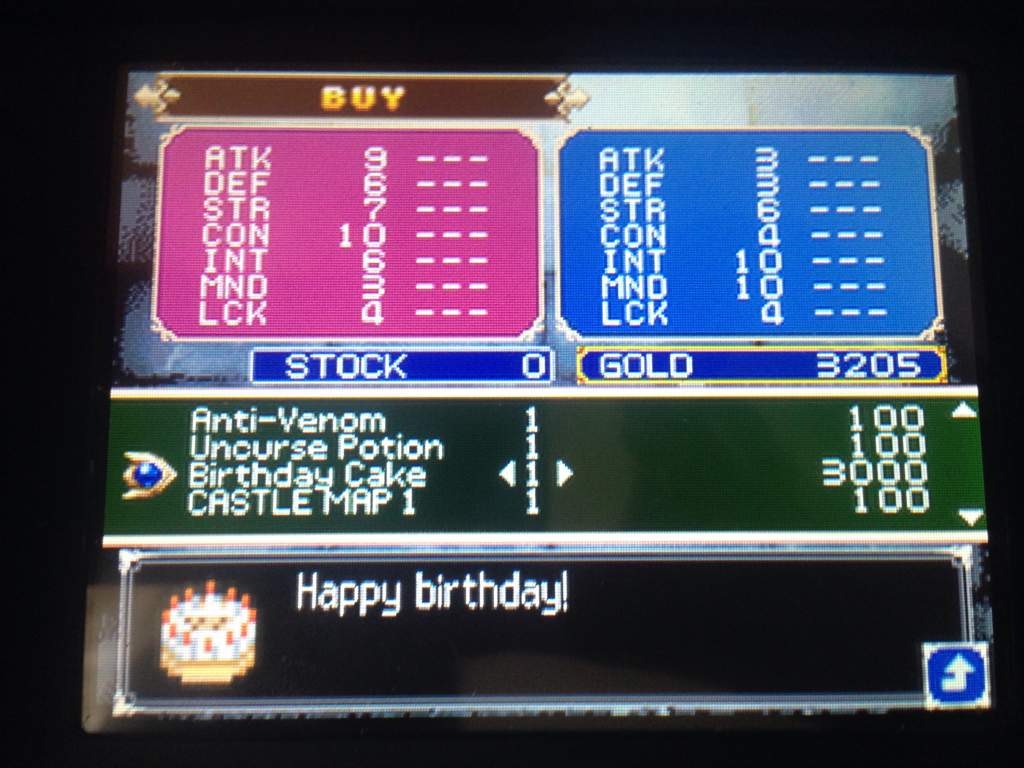 BUY
ATK 9 ---
DEF 6 ---
STR 7 ---
CON 10 ---
INT 6 ---
MND 3 ---
LCK 4 ---
ATK 3 ---
DEF 3 ---
STR 6 ---
CON 4 ---
INT 10 ---
MND 10 ---
LCK 4 ---
STOCK 0
GOLD 3205
Anti-Venom 1 100
Uncurse Potion 1 100
Birthday Cake 1 3000
CASTLE MAP 1 1 100
Happy birthday!